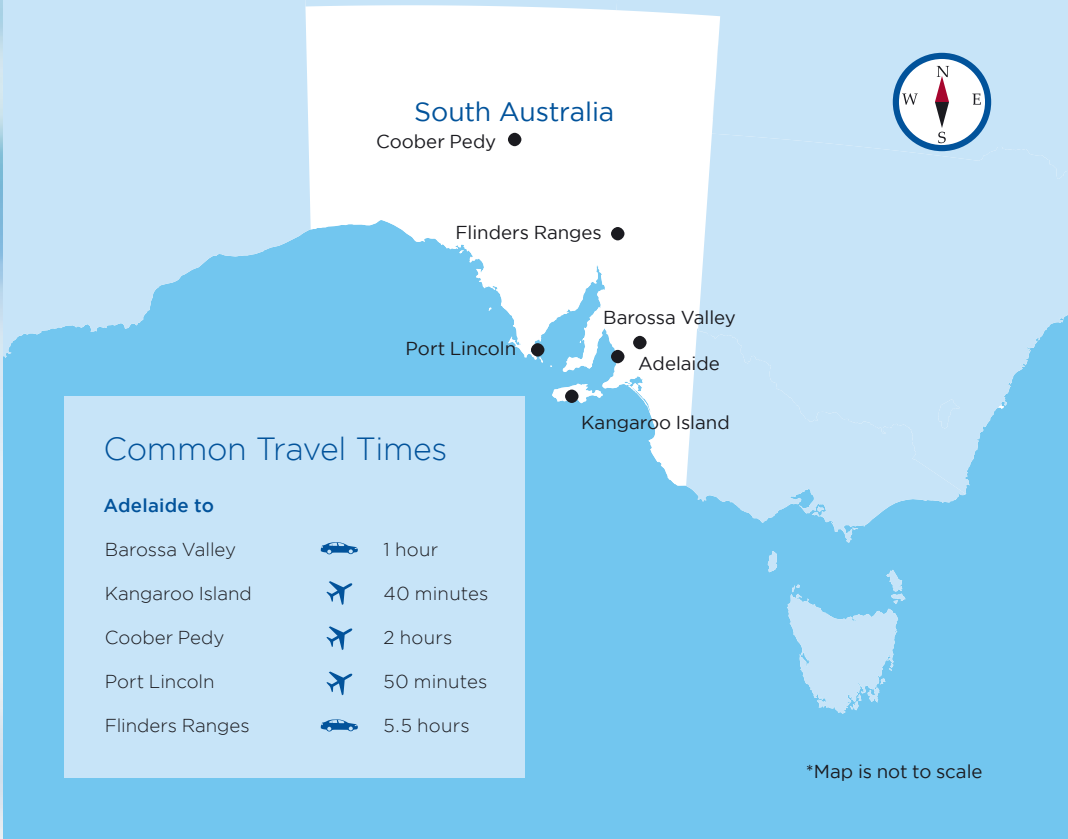 N
W E
S
South Australia
Coober Pedy
Flinders Ranges
Barossa Valley
Port Lincoln
Adelaide
Kangaroo Island
Common Travel Times
Adelaide to
Barossa Valley 1 hour
Kangaroo Island 40 minutes
Coober Pedy 2 hours
Port Lincoln 50 minutes
Flinders Ranges 5.5 hours
*Map is not to scale